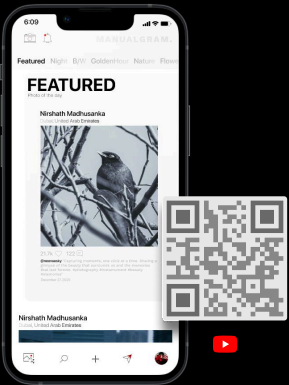 6:09
MANUALGRAM.
Featured Night B/W GoldenHour Nature Flowe
FEATURED
Photo of the day
Nirshath Madhusanka
Dubai, United Arab Emirates
Nirshath Madhusanka
Dubai, United Arab Emirates